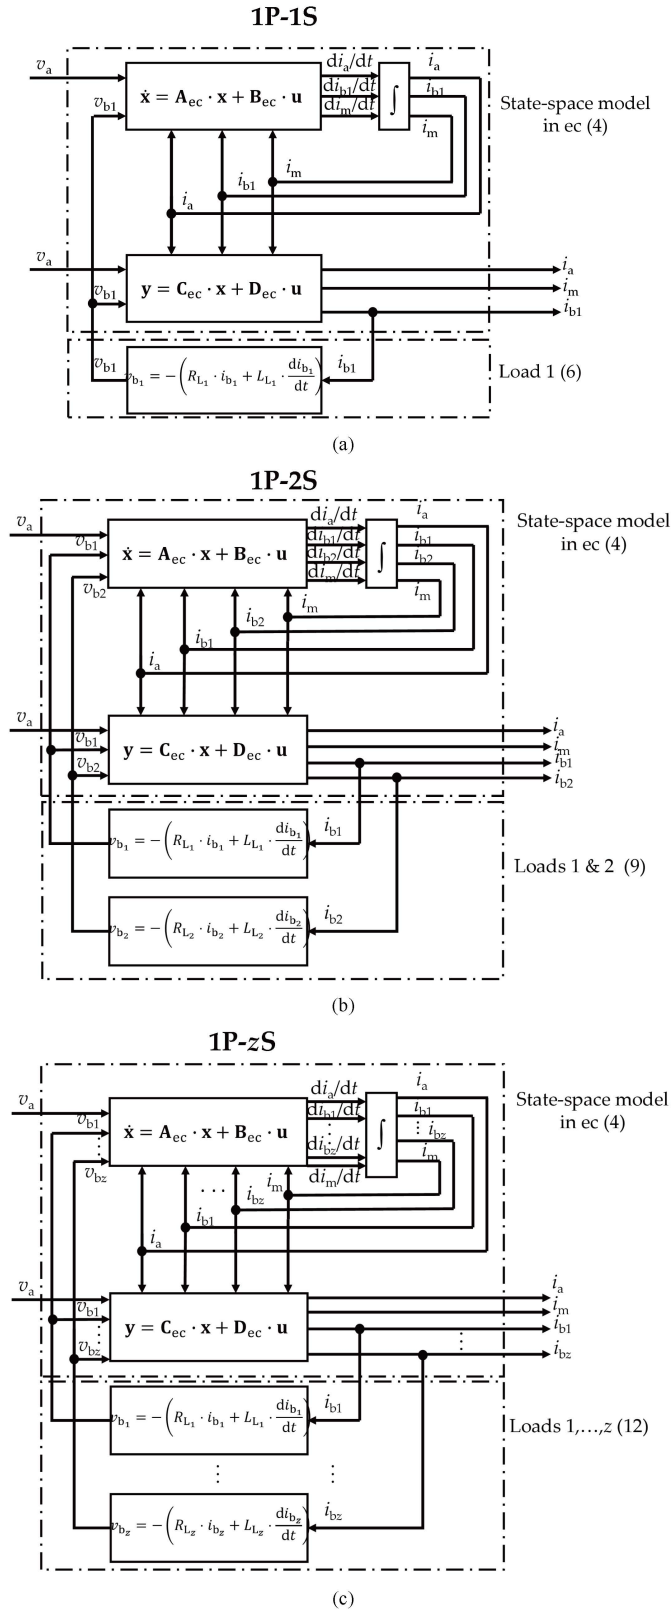 1P-1S
v_a
di_a/dt
i_a
v_b1
ẋ = A_ec · x + B_ec · u
di_b1/dt
∫
i_b1
State-space model
in ec (4)
di_m/dt
i_m
i_m
i_b1
i_a
v_a
v_b1
y = C_ec · x + D_ec · u
i_a
i_m
i_b1
v_b1
v_b₁ = −(R_L₁ · i_b₁ + L_L₁ · di_b₁/dt)
i_b1
Load 1 (6)
(a)
1P-2S
v_a
di_a/dt
i_a
v_b1
ẋ = A_ec · x + B_ec · u
di_b1/dt
∫
i_b1
State-space model
in ec (4)
v_b2
di_b2/dt
i_b2
di_m/dt
i_m
i_m
i_b2
i_b1
i_a
v_a
v_b1
v_b2
y = C_ec · x + D_ec · u
i_a
i_m
i_b1
i_b2
v_b₁ = −(R_L₁ · i_b₁ + L_L₁ · di_b₁/dt)
i_b1
Loads 1 & 2 (9)
v_b₂ = −(R_L₂ · i_b₂ + L_L₂ · di_b₂/dt)
i_b2
(b)
1P-zS
v_a
di_a/dt
i_a
v_b1
⋮
v_bz
ẋ = A_ec · x + B_ec · u
di_b1/dt
⋮
di_bz/dt
di_m/dt
∫
i_b1
⋮ i_bz
i_m
State-space model
in ec (4)
i_m
⋯
i_bz
i_b1
i_a
v_a
v_b1
⋮
v_bz
y = C_ec · x + D_ec · u
i_a
i_m
i_b1
⋮
i_bz
v_b₁ = −(R_L₁ · i_b₁ + L_L₁ · di_b₁/dt)
i_b1
Loads 1,…,z (12)
⋮ ⋮
v_bz = −(R_Lz · i_bz + L_Lz · di_bz/dt)
i_bz
(c)